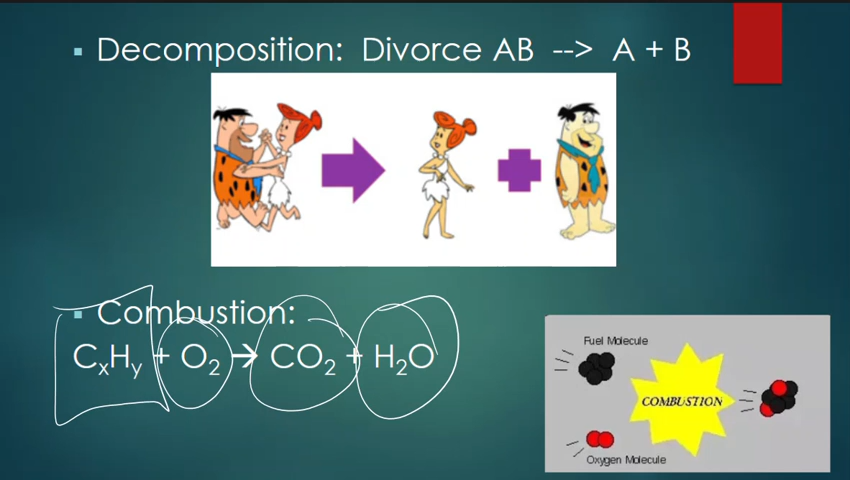 ▪ Decomposition: Divorce AB --> A + B
▪ Combustion:
CxHy + O2 → CO2 + H2O
Fuel Molecule
COMBUSTION
Oxygen Molecule